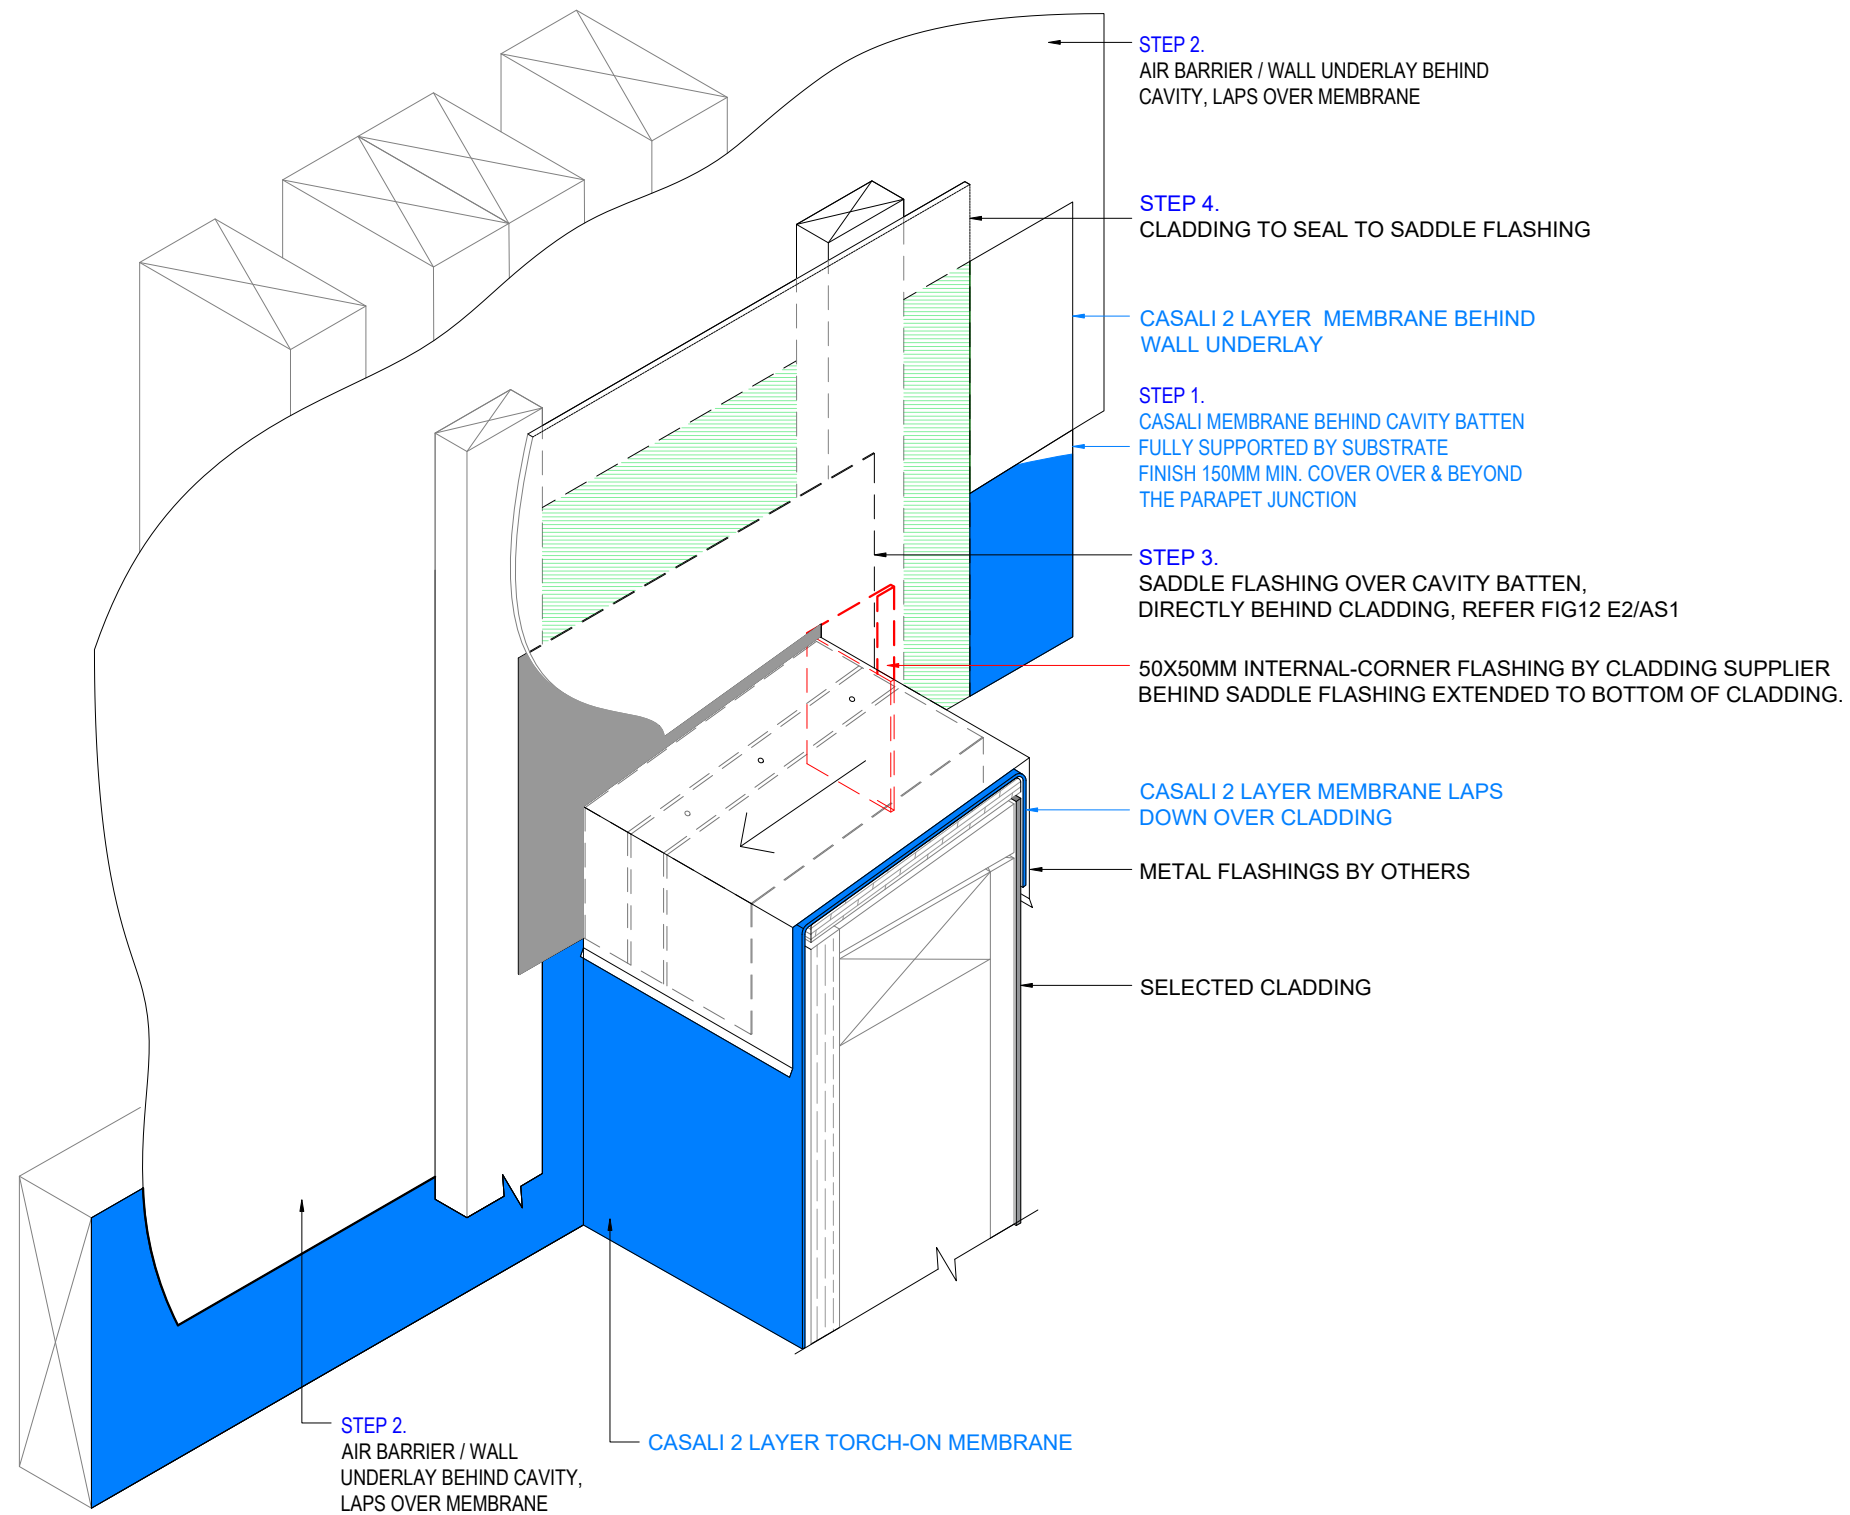 STEP 2.
AIR BARRIER / WALL UNDERLAY BEHIND
CAVITY, LAPS OVER MEMBRANE
STEP 4.
CLADDING TO SEAL TO SADDLE FLASHING
CASALI 2 LAYER MEMBRANE BEHIND
WALL UNDERLAY
STEP 1.
CASALI MEMBRANE BEHIND CAVITY BATTEN
FULLY SUPPORTED BY SUBSTRATE
FINISH 150MM MIN. COVER OVER & BEYOND
THE PARAPET JUNCTION
STEP 3.
SADDLE FLASHING OVER CAVITY BATTEN,
DIRECTLY BEHIND CLADDING, REFER FIG12 E2/AS1
50X50MM INTERNAL-CORNER FLASHING BY CLADDING SUPPLIER
BEHIND SADDLE FLASHING EXTENDED TO BOTTOM OF CLADDING.
CASALI 2 LAYER MEMBRANE LAPS
DOWN OVER CLADDING
METAL FLASHINGS BY OTHERS
SELECTED CLADDING
STEP 2.
AIR BARRIER / WALL
UNDERLAY BEHIND CAVITY,
LAPS OVER MEMBRANE
CASALI 2 LAYER TORCH-ON MEMBRANE